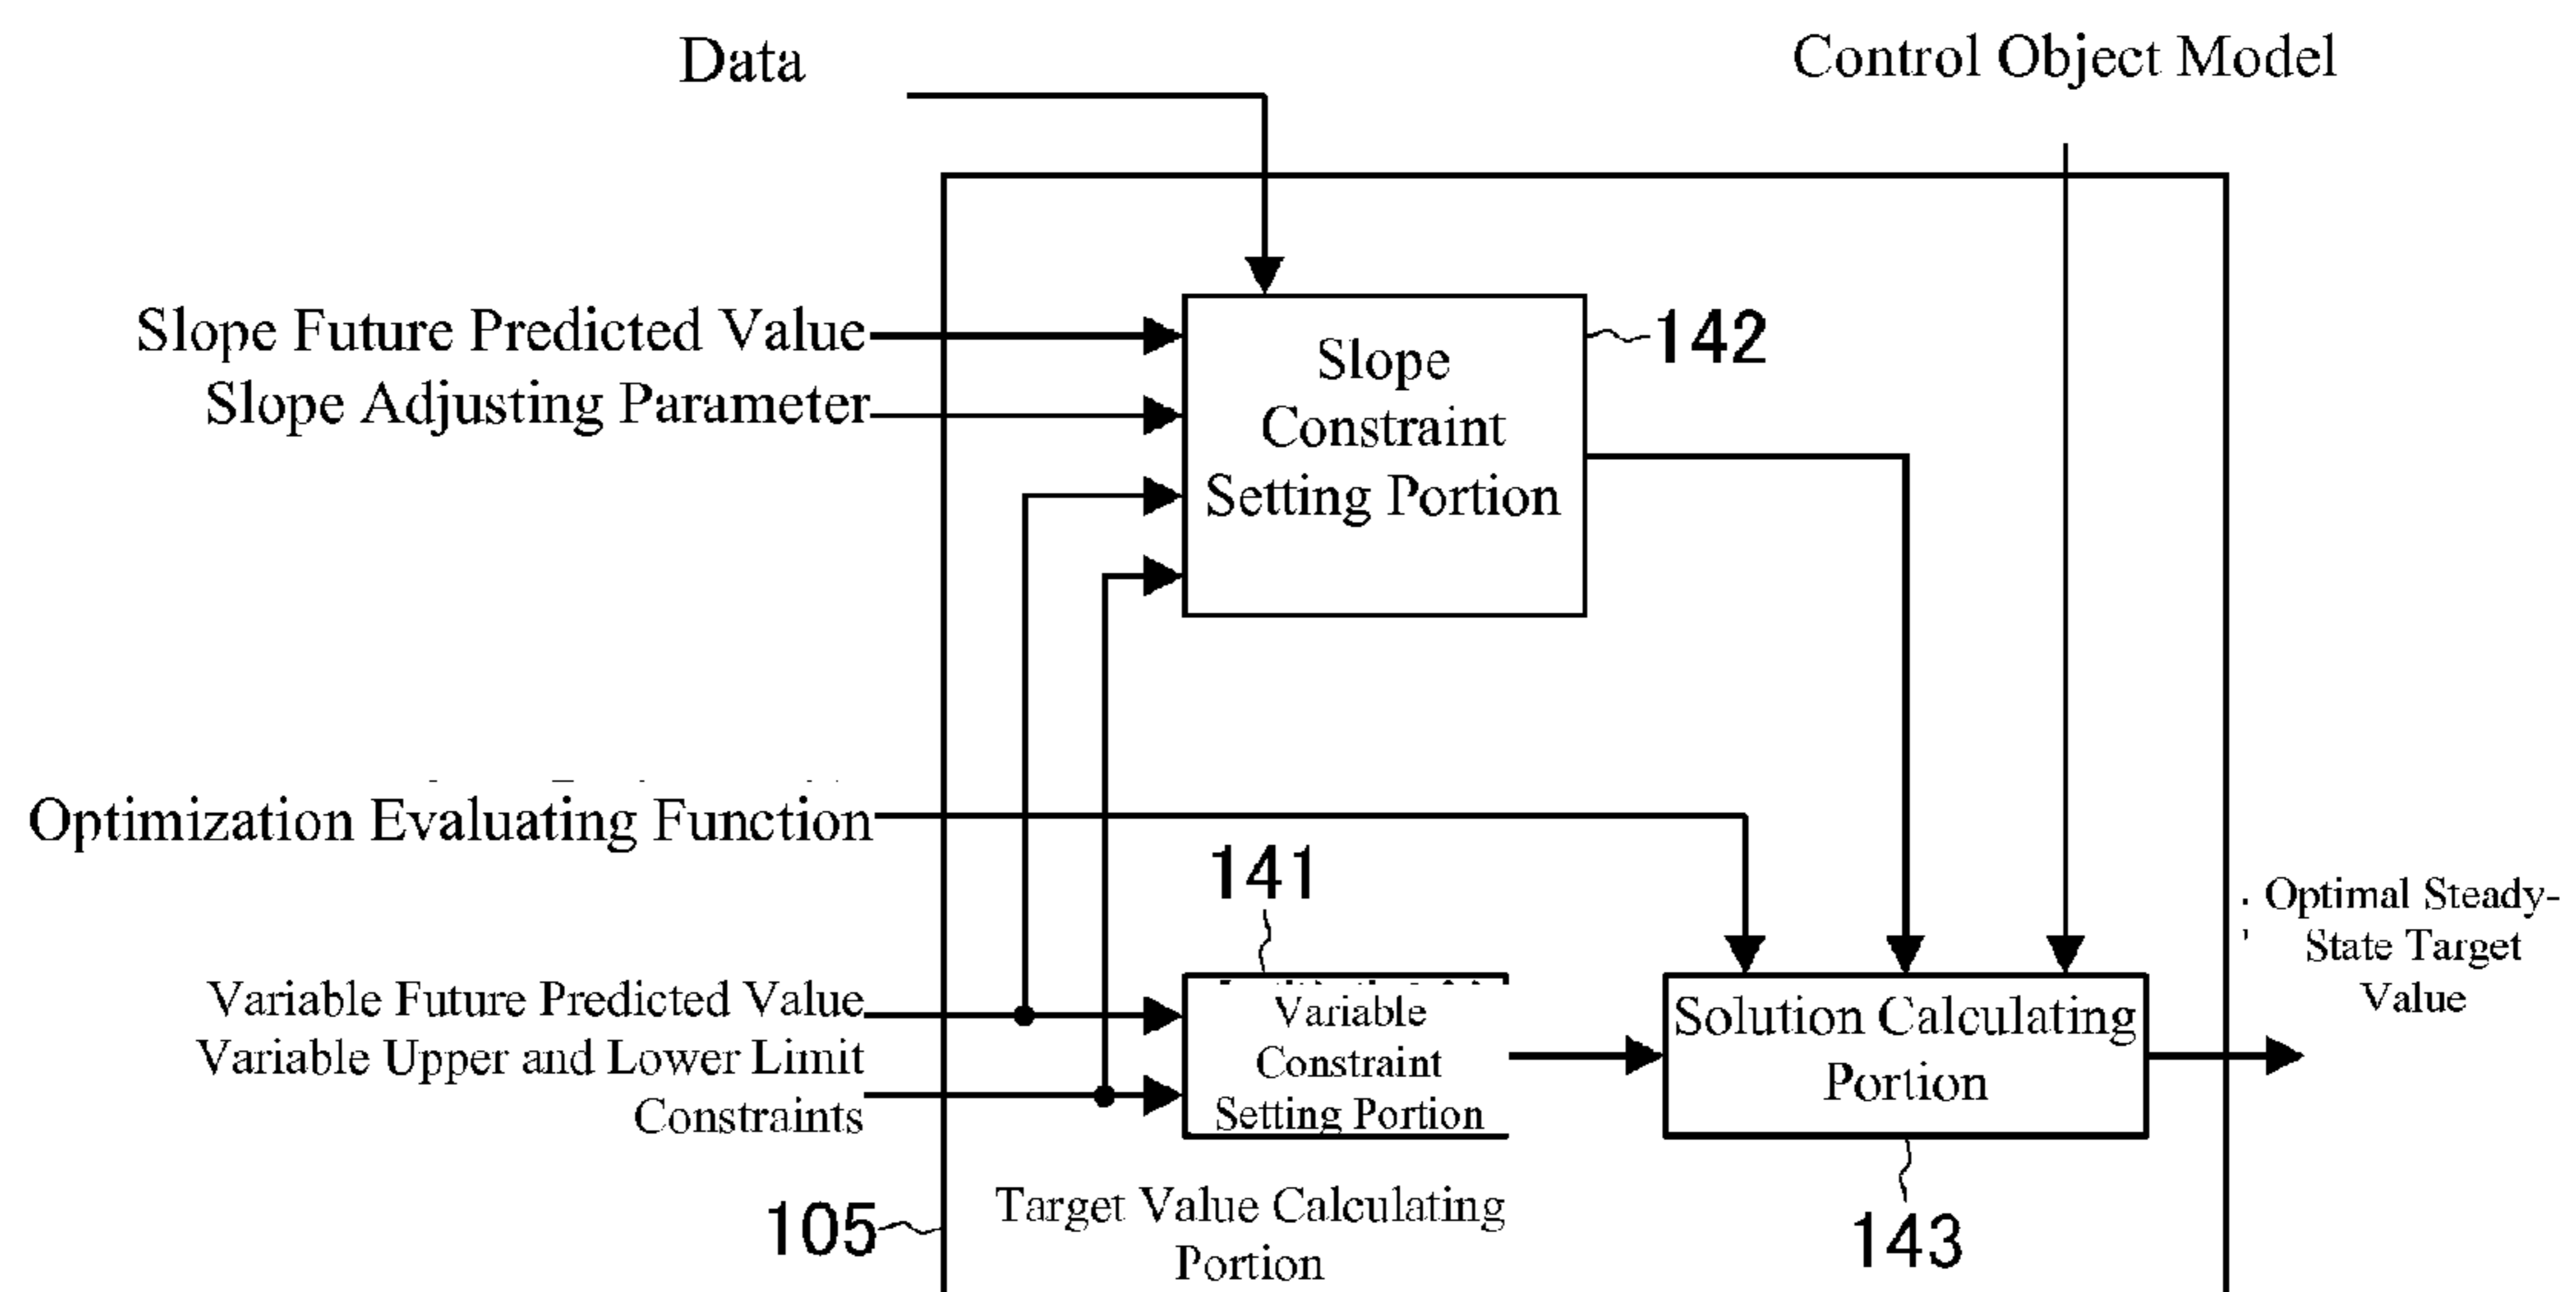 Data
Control Object Model
Slope Future Predicted Value
Slope Adjusting Parameter
Slope
Constraint
Setting Portion
142
Optimization Evaluating Function
141
Variable Future Predicted Value
Variable Upper and Lower Limit
Constraints
Variable
Constraint
Setting Portion
Solution Calculating
Portion
Optimal Steady-
State Target
Value
105
Target Value Calculating
Portion
143